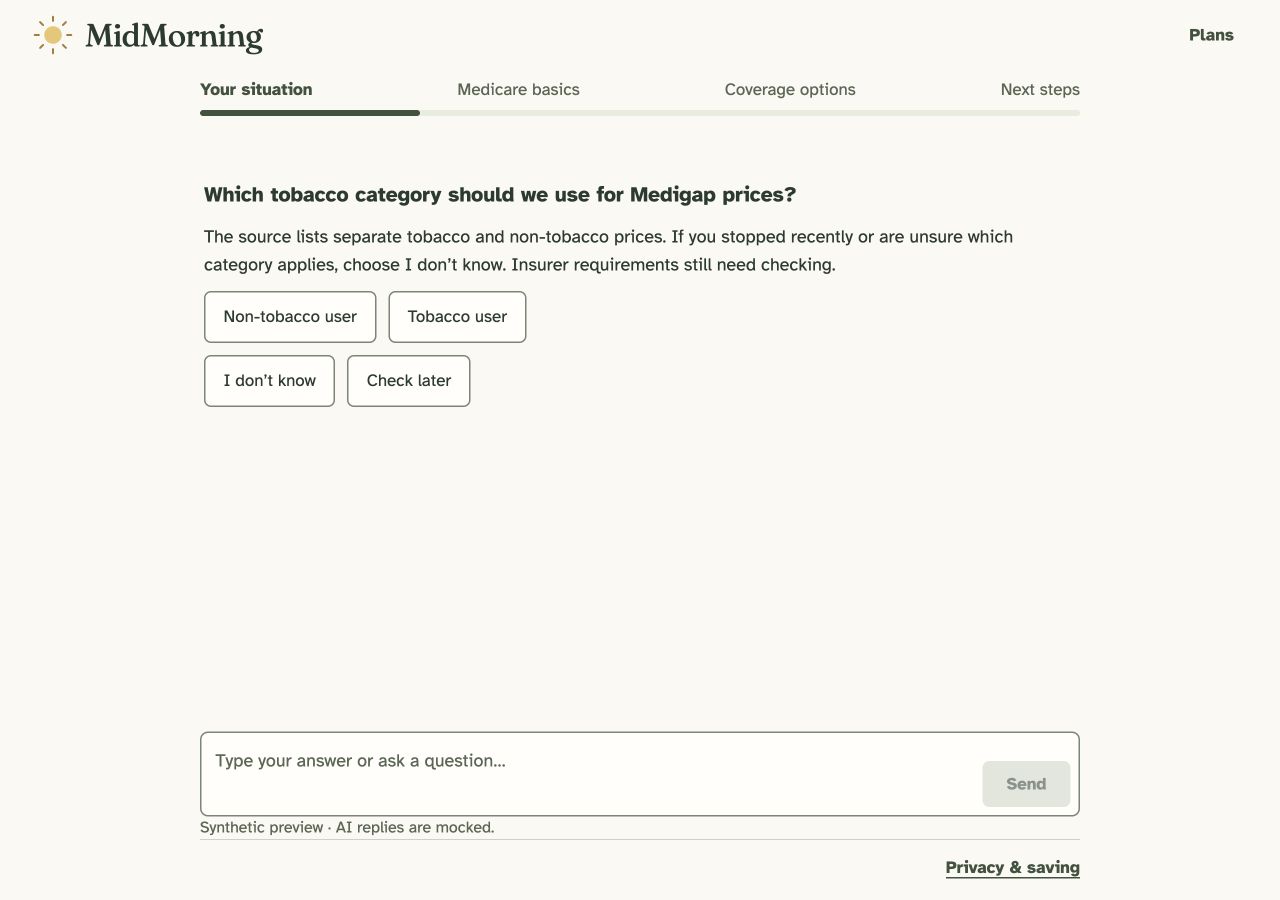 MidMorning
Plans
Your situation
Medicare basics
Coverage options
Next steps
Which tobacco category should we use for Medigap prices?
The source lists separate tobacco and non-tobacco prices. If you stopped recently or are unsure which
category applies, choose I don’t know. Insurer requirements still need checking.
Non-tobacco user
Tobacco user
I don’t know
Check later
Type your answer or ask a question...
Send
Synthetic preview · AI replies are mocked.
Privacy & saving